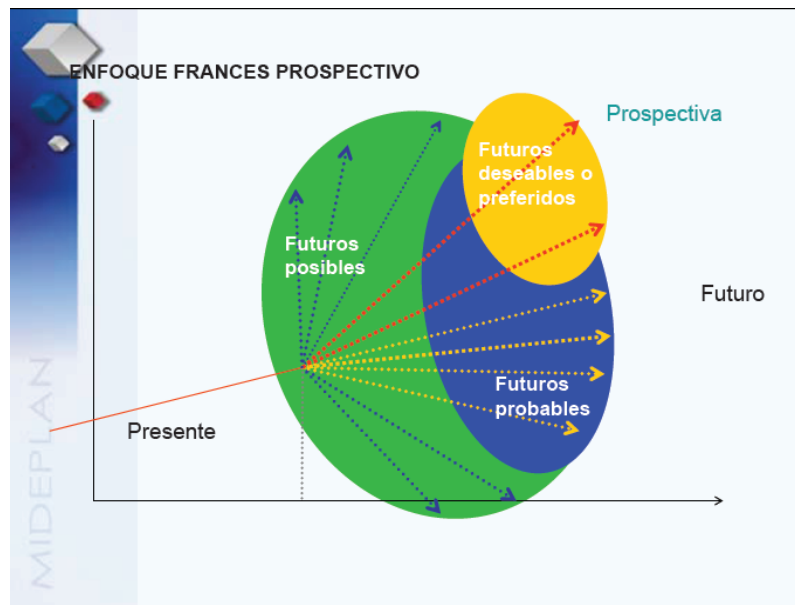 ENFOQUE FRANCES PROSPECTIVO
Prospectiva
Futuros
deseables o
preferidos
Futuros
posibles
Futuro
Futuros
probables
Presente
MIDEPLAN